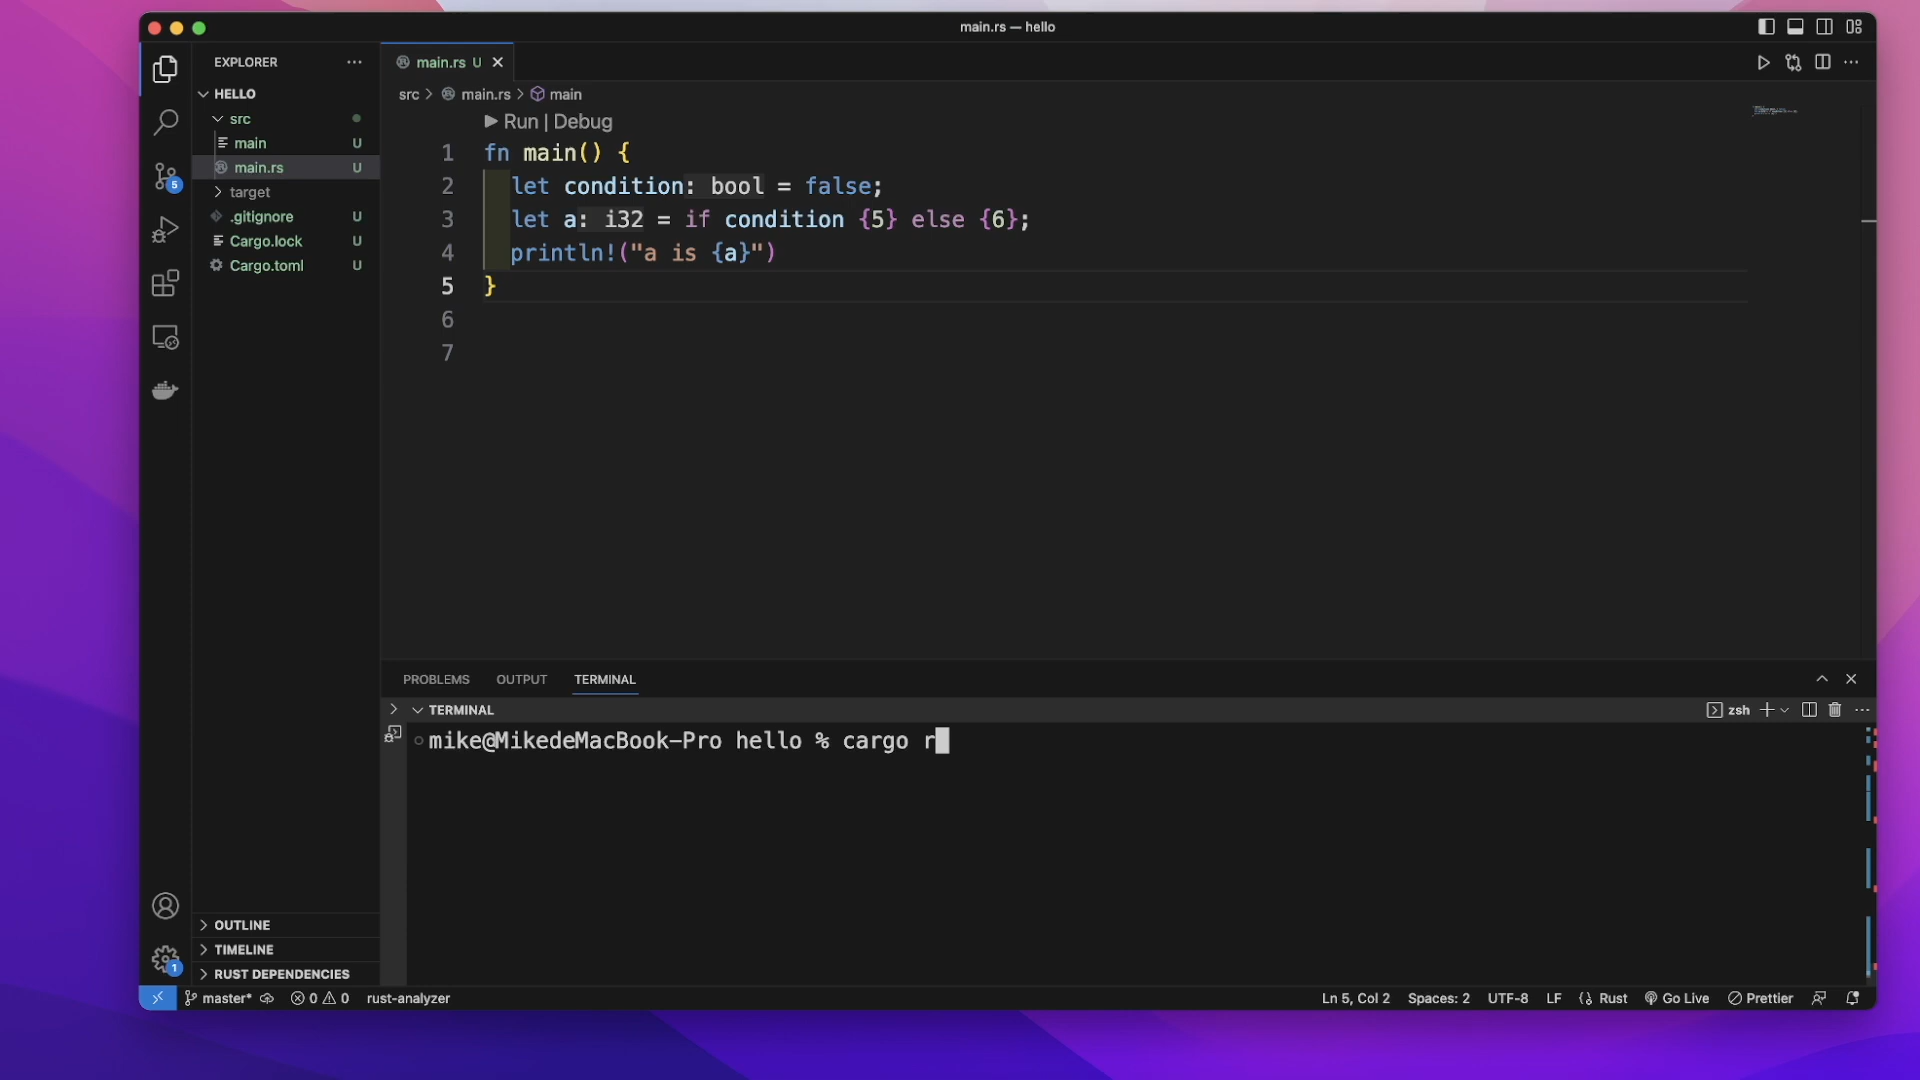 main.rs — hello
EXPLORER
main.rs U
HELLO
src
main U
main.rs U
target
.gitignore U
Cargo.lock U
Cargo.toml U
src > main.rs > main
Run | Debug
1 fn main() {
2 let condition: bool = false;
3 let a: i32 = if condition {5} else {6};
4 println!("a is {a}")
5 }
6
7
PROBLEMS OUTPUT TERMINAL
TERMINAL
zsh
mike@MikedeMacBook-Pro hello % cargo r
OUTLINE
TIMELINE
RUST DEPENDENCIES
5
1
master* 0 0 rust-analyzer
Ln 5, Col 2 Spaces: 2 UTF-8 LF Rust Go Live Prettier